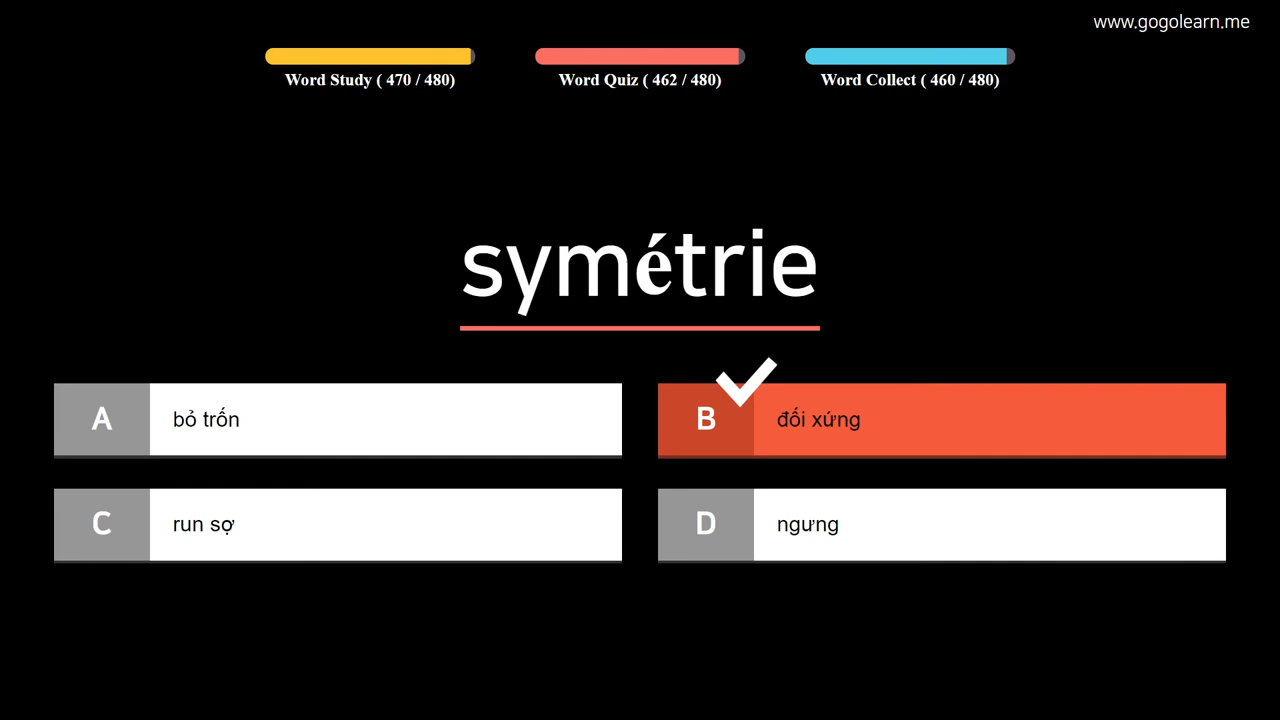 www.gogolearn.me
Word Study ( 470 / 480)
Word Quiz ( 462 / 480)
Word Collect ( 460 / 480)
symétrie
A bỏ trốn
B đối xứng
C run sợ
D ngưng